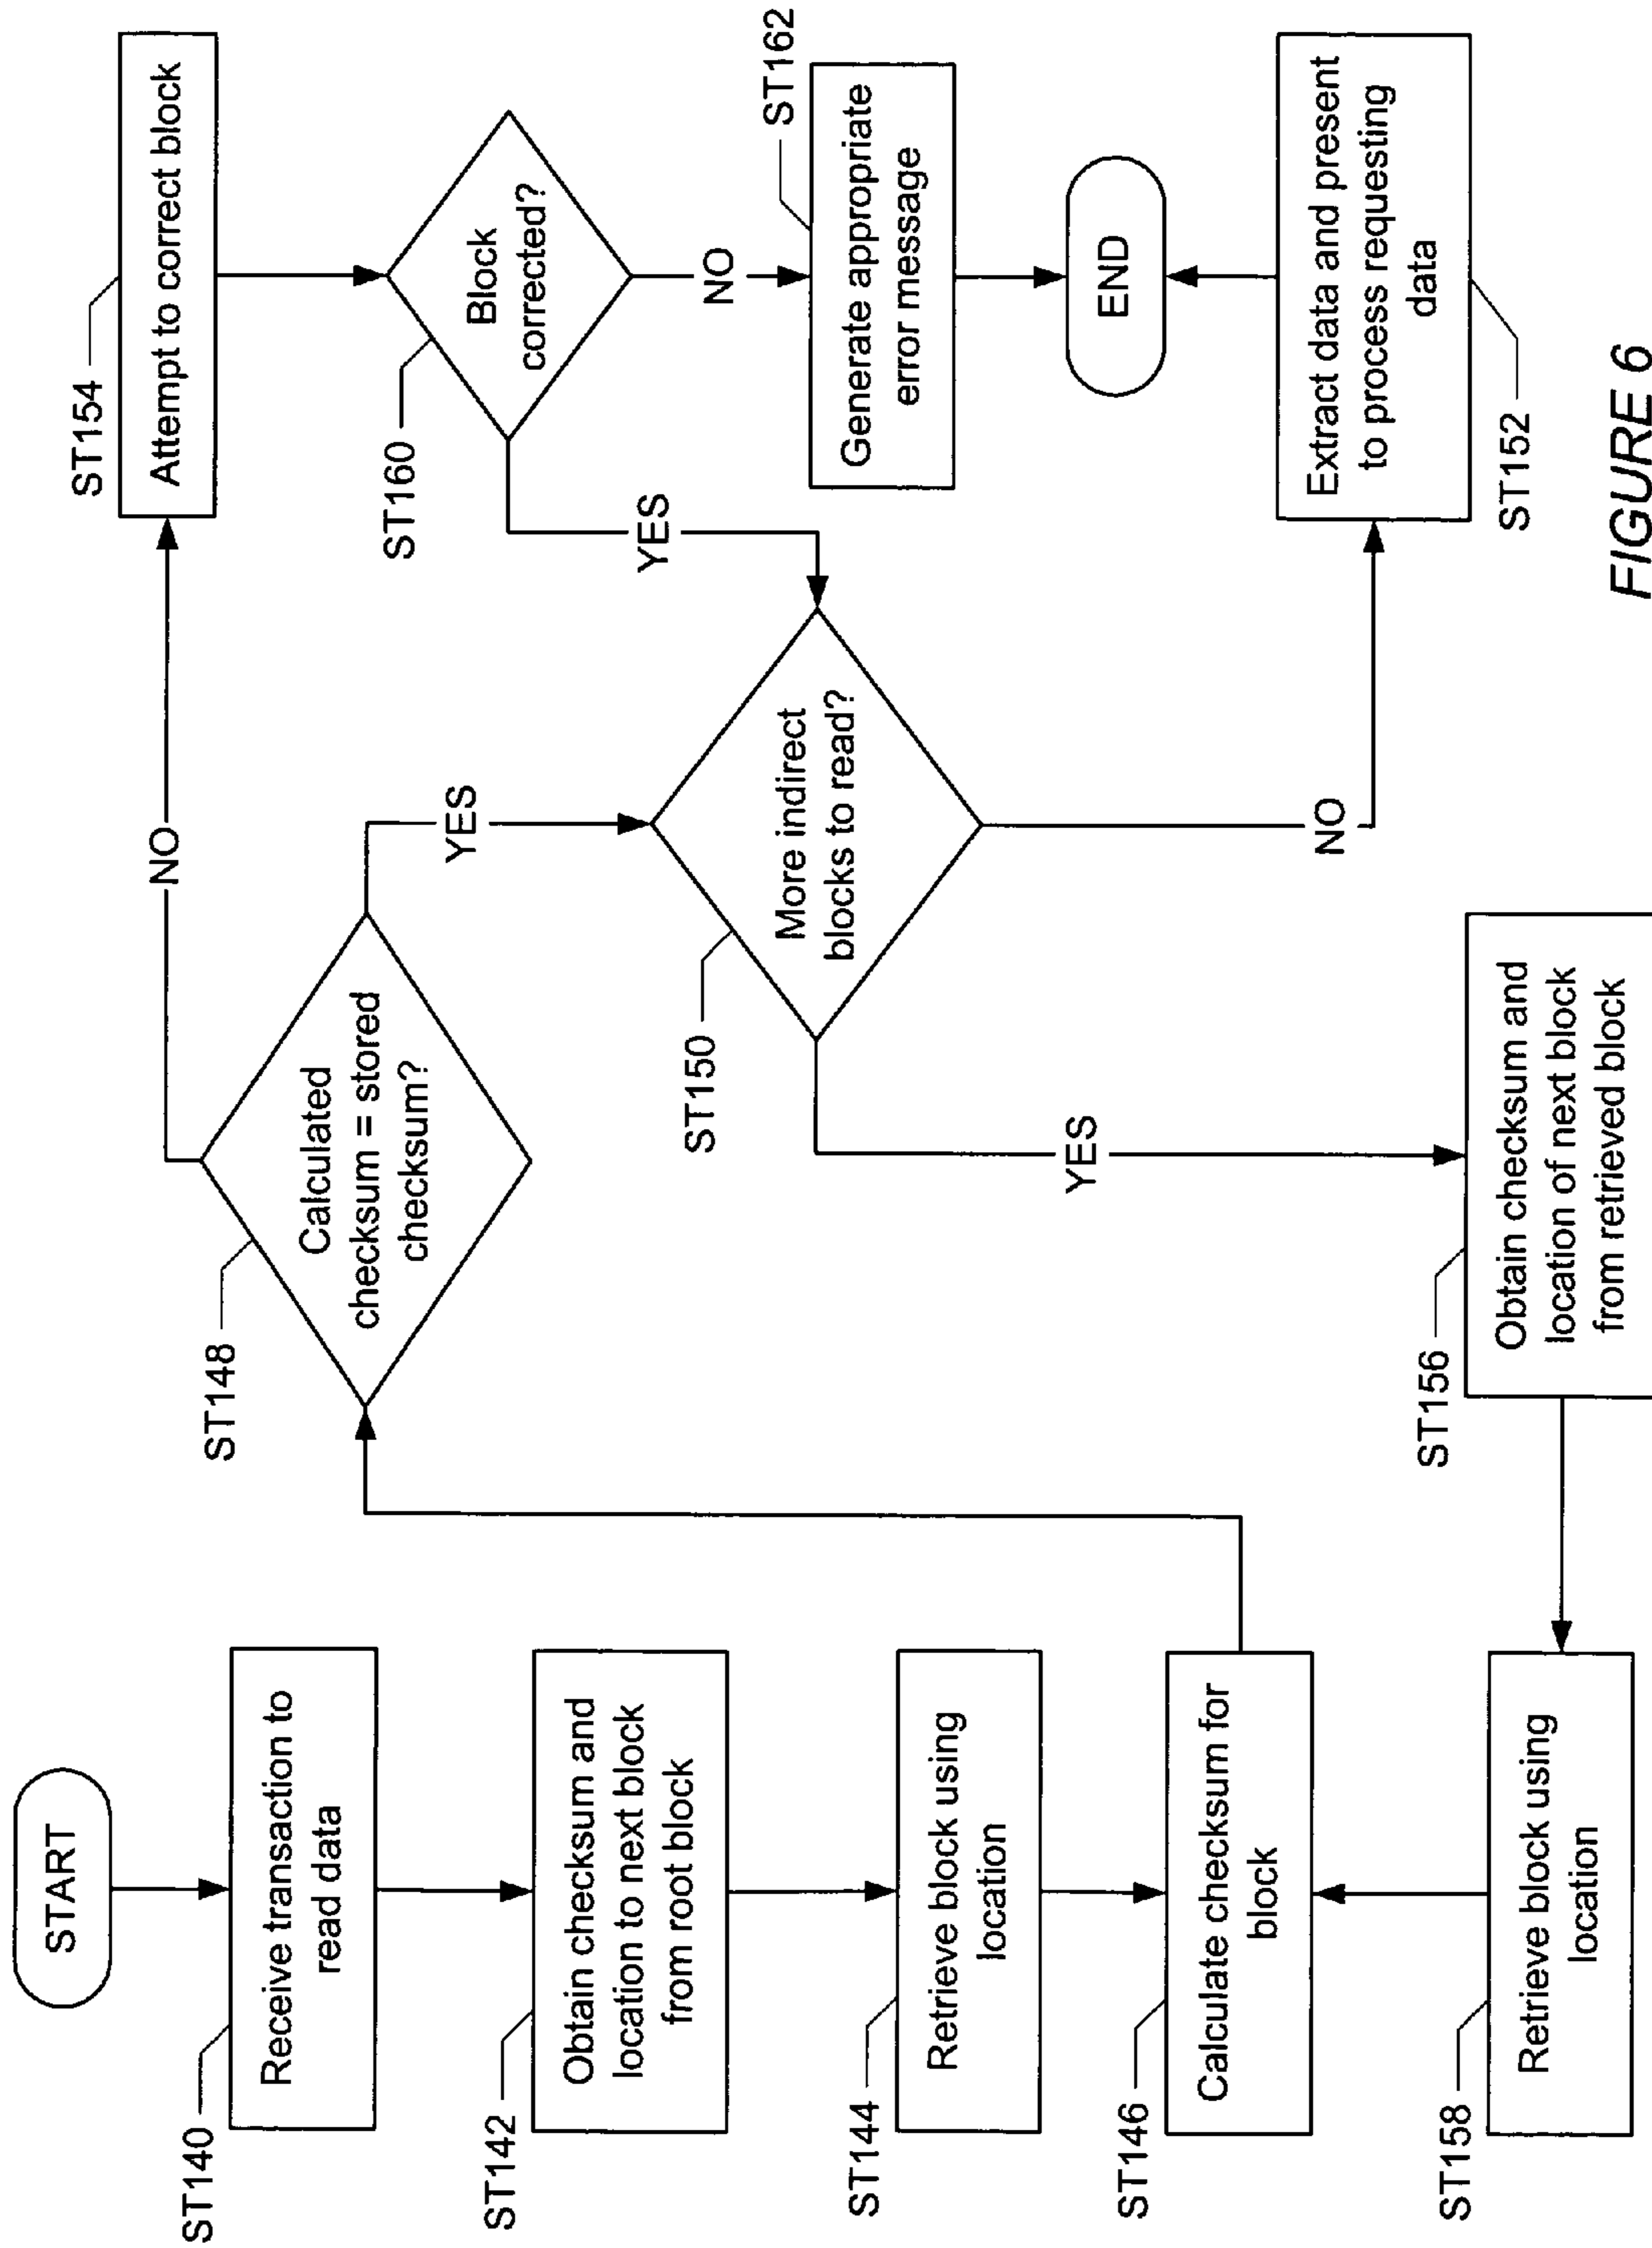 START
ST140
Receive transaction to
read data
ST142
Obtain checksum and
location to next block
from root block
ST144
Retrieve block using
location
ST146
Calculate checksum for
block
ST158
Retrieve block using
location
ST148
Calculated
checksum = stored
checksum?
NO
YES
ST150
More indirect
blocks to read?
YES
NO
ST156
Obtain checksum and
location of next block
from retrieved block
ST154
Attempt to correct block
ST160
Block
corrected?
YES
NO
ST162
Generate appropriate
error message
END
Extract data and present
to process requesting
data
ST152
FIGURE 6